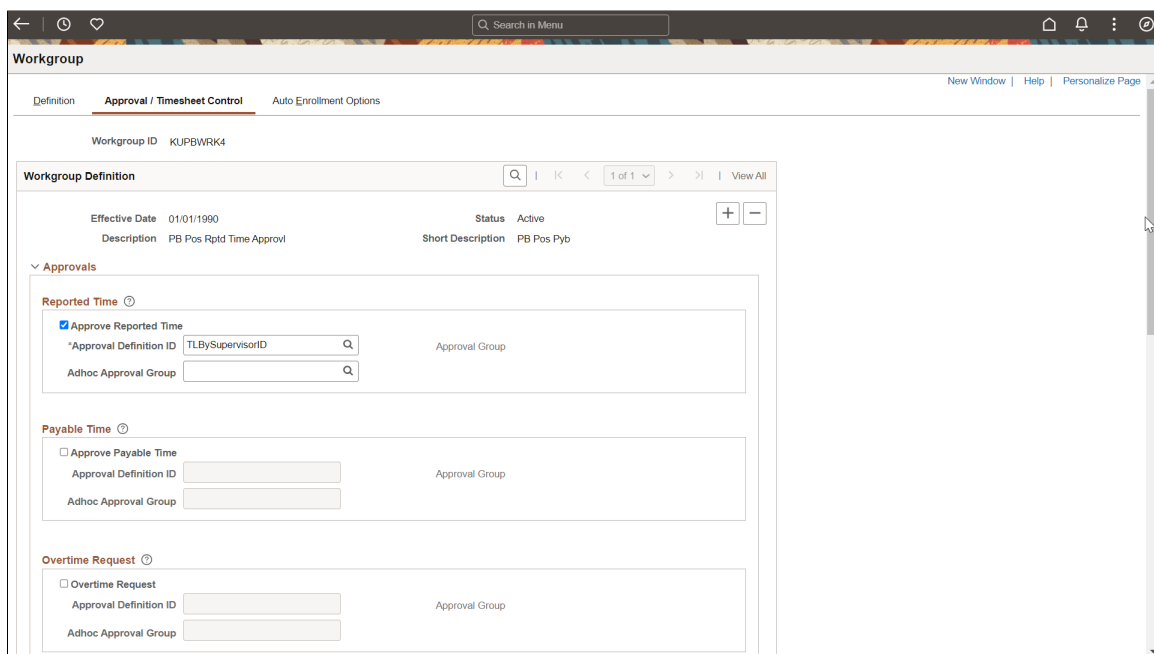 Search in Menu
Workgroup
New Window | Help | Personalize Page
Definition Approval / Timesheet Control Auto Enrollment Options
Workgroup ID KUPBWRK4
Workgroup Definition 1 of 1 View All
Effective Date 01/01/1990 Status Active
Description PB Pos Rptd Time Approvl Short Description PB Pos Pyb
Approvals
Reported Time
Approve Reported Time
*Approval Definition ID TLBySupervisorID Approval Group
Adhoc Approval Group
Payable Time
Approve Payable Time
Approval Definition ID Approval Group
Adhoc Approval Group
Overtime Request
Overtime Request
Approval Definition ID Approval Group
Adhoc Approval Group